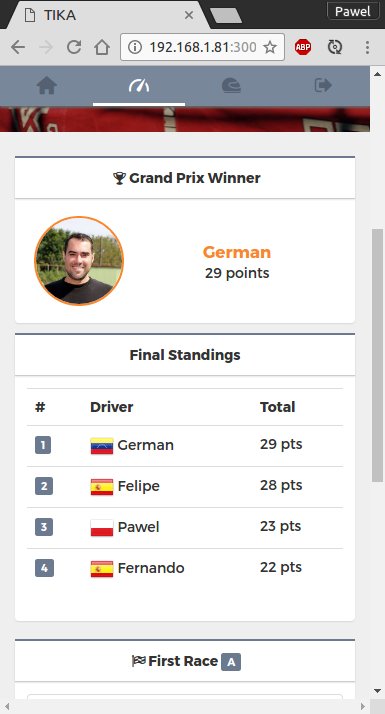 Pawel
TIKA
192.168.1.81:300
ABP
Grand Prix Winner
German
29 points
Final Standings
# Driver Total
1 German 29 pts
2 Felipe 28 pts
3 Pawel 23 pts
4 Fernando 22 pts
First Race A